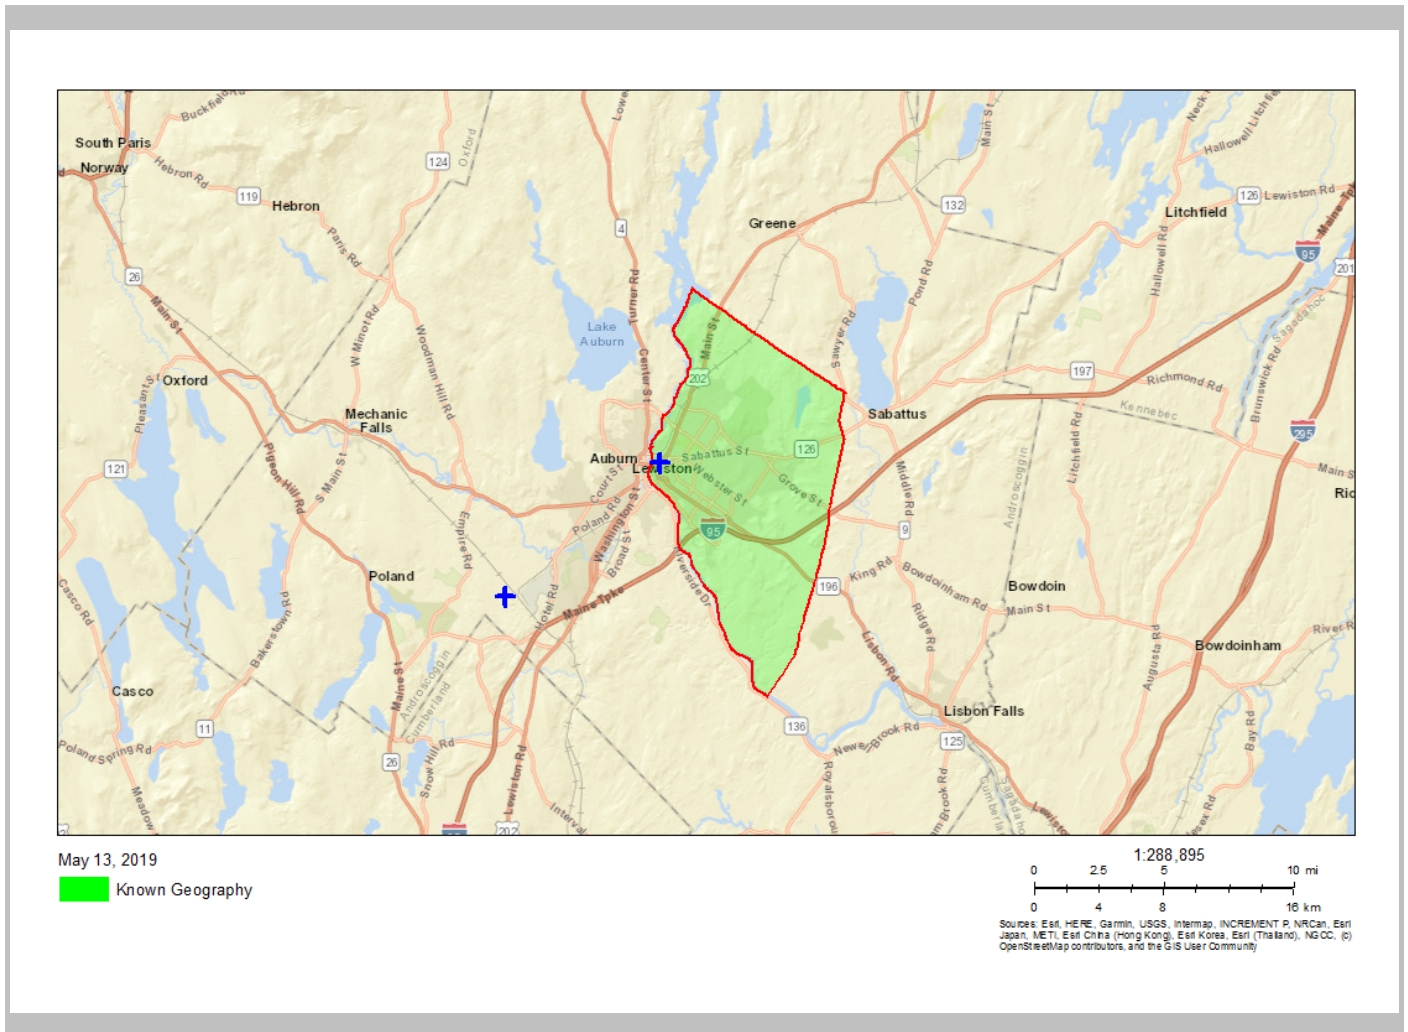 Buckfield Rd
South Paris
Norway
Hebron Rd
119
Hebron
124
Oxford
Paris Rd
26
Main St
W Minot Rd
Woodman Hill Rd
Pleasant St
Oxford
Mechanic
Falls
121
Pigeon Hill Rd
S Main St
Empire Rd
Poland
Casco Rd
Bakerstown Rd
Casco
11
Poland Spring Rd
Meadow
Maine St
Androscoggin
Cumberland
26
Snow Hill Rd
Lewiston Rd
202
Interval
4
Turner Rd
Lake
Auburn
Center St
Greene
Main St
202
132
Main St
Pond Rd
Sawyer Rd
Auburn
Lewiston
Court St
Poland Rd
Washington St
Broad St
Hotel Rd
Maine Tpke
Riverside Dr
Sabattus St
Webster St
Grove St
126
95
Sabattus
Middle Rd
9
196
King Rd
Bowdoinham Rd
Ridge Rd
Lisbon Rd
Lisbon Falls
136
125
Royalsborou
Androscoggin
Bowdoin
Main St
Litchfield Rd
197
Richmond Rd
Kennebec
Brunswick Rd
Sagadahoc
Litchfield
Hallowell Rd
126
Lewiston Rd
Maine Tpk
95
201
295
Main S
Ric
Bowdoinham
River R
Augusta Rd
Bay Rd
May 13, 2019
Known Geography
1:288,895
0 2.5 5 10 mi
0 4 8 16 km
Sources: Esri, HERE, Garmin, USGS, Intermap, INCREMENT P, NRCan, Esri
Japan, METI, Esri China (Hong Kong), Esri Korea, Esri (Thailand), NGCC, (c)
OpenStreetMap contributors, and the GIS User Community